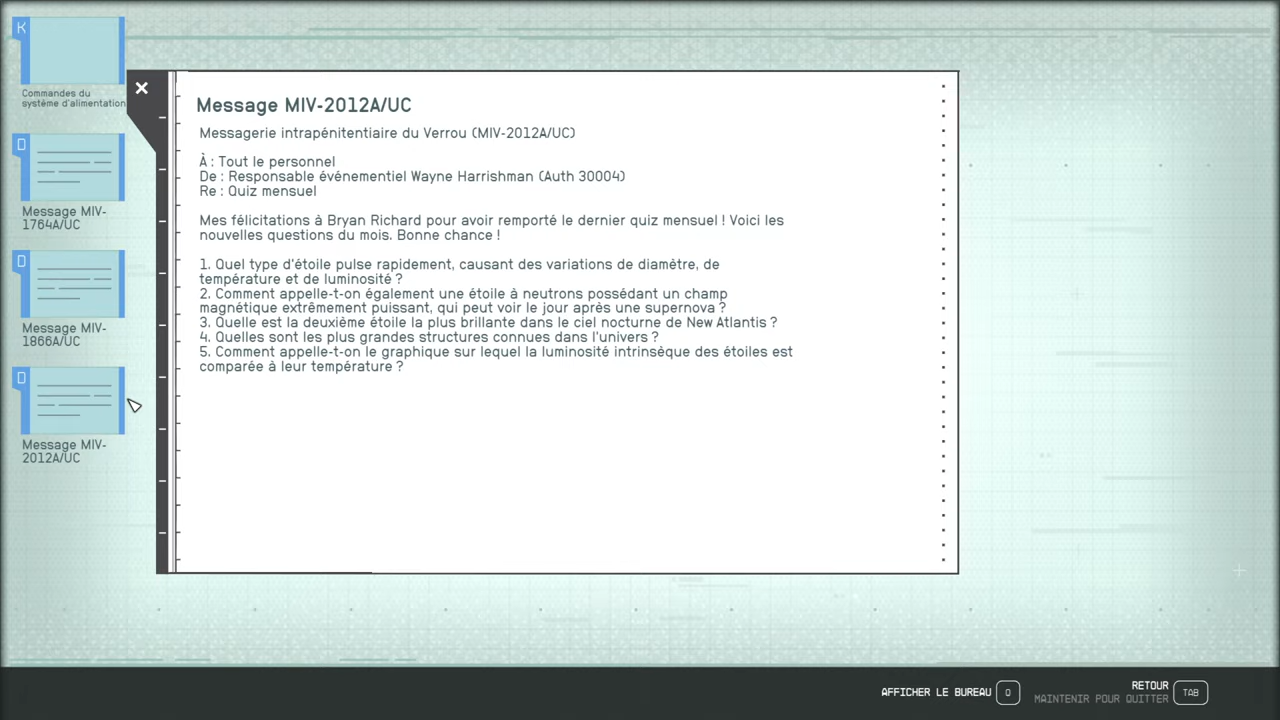 K
Commandes du
système d'alimentation
D
Message MIV-
1764A/UC
D
Message MIV-
1866A/UC
D
Message MIV-
2012A/UC
Message MIV-2012A/UC
Messagerie intrapénitentiaire du Verrou (MIV-2012A/UC)
À : Tout le personnel
De : Responsable événementiel Wayne Harrishman (Auth 30004)
Re : Quiz mensuel
Mes félicitations à Bryan Richard pour avoir remporté le dernier quiz mensuel ! Voici les
nouvelles questions du mois. Bonne chance !
1. Quel type d'étoile pulse rapidement, causant des variations de diamètre, de
température et de luminosité ?
2. Comment appelle-t-on également une étoile à neutrons possédant un champ
magnétique extrêmement puissant, qui peut voir le jour après une supernova ?
3. Quelle est la deuxième étoile la plus brillante dans le ciel nocturne de New Atlantis ?
4. Quelles sont les plus grandes structures connues dans l'univers ?
5. Comment appelle-t-on le graphique sur lequel la luminosité intrinsèque des étoiles est
comparée à leur température ?
AFFICHER LE BUREAU Q
RETOUR
MAINTENIR POUR QUITTER TAB